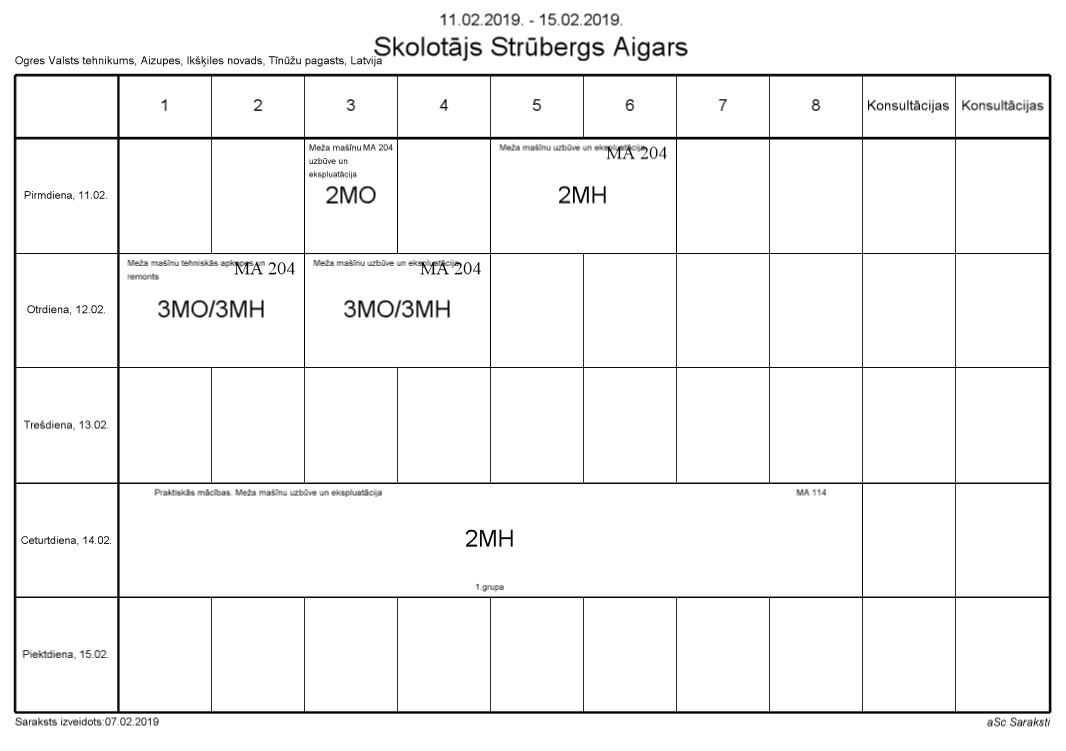 11.02.2019. - 15.02.2019.
Skolotājs Strūbergs Aigars
Ogres Valsts tehnikums, Aizupes, Ikšķiles novads, Tīnūžu pagasts, Latvija
1 2 3 4 5 6 7 8 Konsultācijas Konsultācijas
Pirmdiena, 11.02.
Meža mašīnu MA 204
uzbūve un
ekspluatācija
2MO
Meža mašīnu uzbūve un ekspluatācija
MA 204
2MH
Otrdiena, 12.02.
Meža mašīnu tehniskās apkopes un
remonts
MA 204
3MO/3MH
Meža mašīnu uzbūve un ekspluatācija
MA 204
3MO/3MH
Trešdiena, 13.02.
Ceturtdiena, 14.02.
Praktiskās mācības. Meža mašīnu uzbūve un ekspluatācija
MA 114
2MH
1.grupa
Piektdiena, 15.02.
Saraksts izveidots:07.02.2019
aSc Saraksti